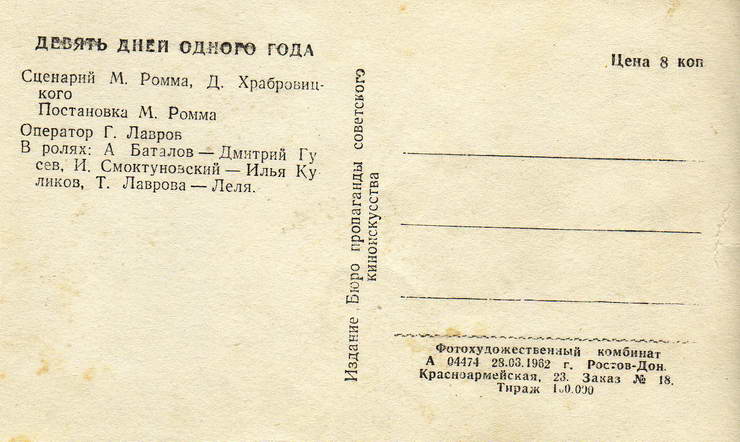 ДЕВЯТЬ ДНЕЙ ОДНОГО ГОДА
Сценарий М. Ромма, Д. Храбровиц-
кого
Постановка М. Ромма
Оператор Г. Лавров
В ролях: А Баталов — Дмитрий Гу
сев, И. Смоктуновский — Илья Ку
ликов, Т. Лаврова — Леля.
Издание Бюро пропаганды советского
киноискусства
Цена 8 коп
Фотохудожественный комбинат
А 04474 28.03.1962 г. Ростов-Дон.
Красноармейская, 23. Заказ № 18.
Тираж 100.000